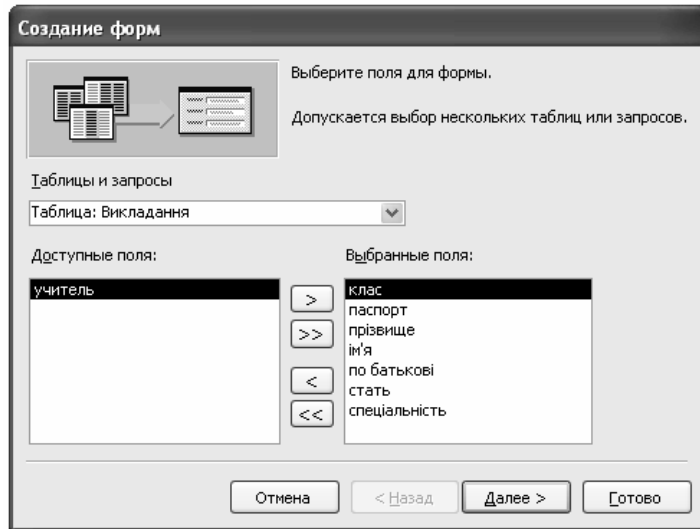 Создание форм
Выберите поля для формы.
Допускается выбор нескольких таблиц или запросов.
Таблицы и запросы
Таблица: Викладання
Доступные поля:
Выбранные поля:
учитель
>
>>
<
<<
клас
паспорт
прізвище
ім'я
по батькові
стать
спеціальність
Отмена
< Назад
Далее >
Готово